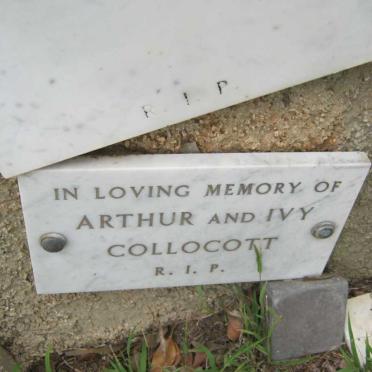 R I P
IN LOVING MEMORY OF
ARTHUR AND IVY
COLLOCOTT
R. I. P.